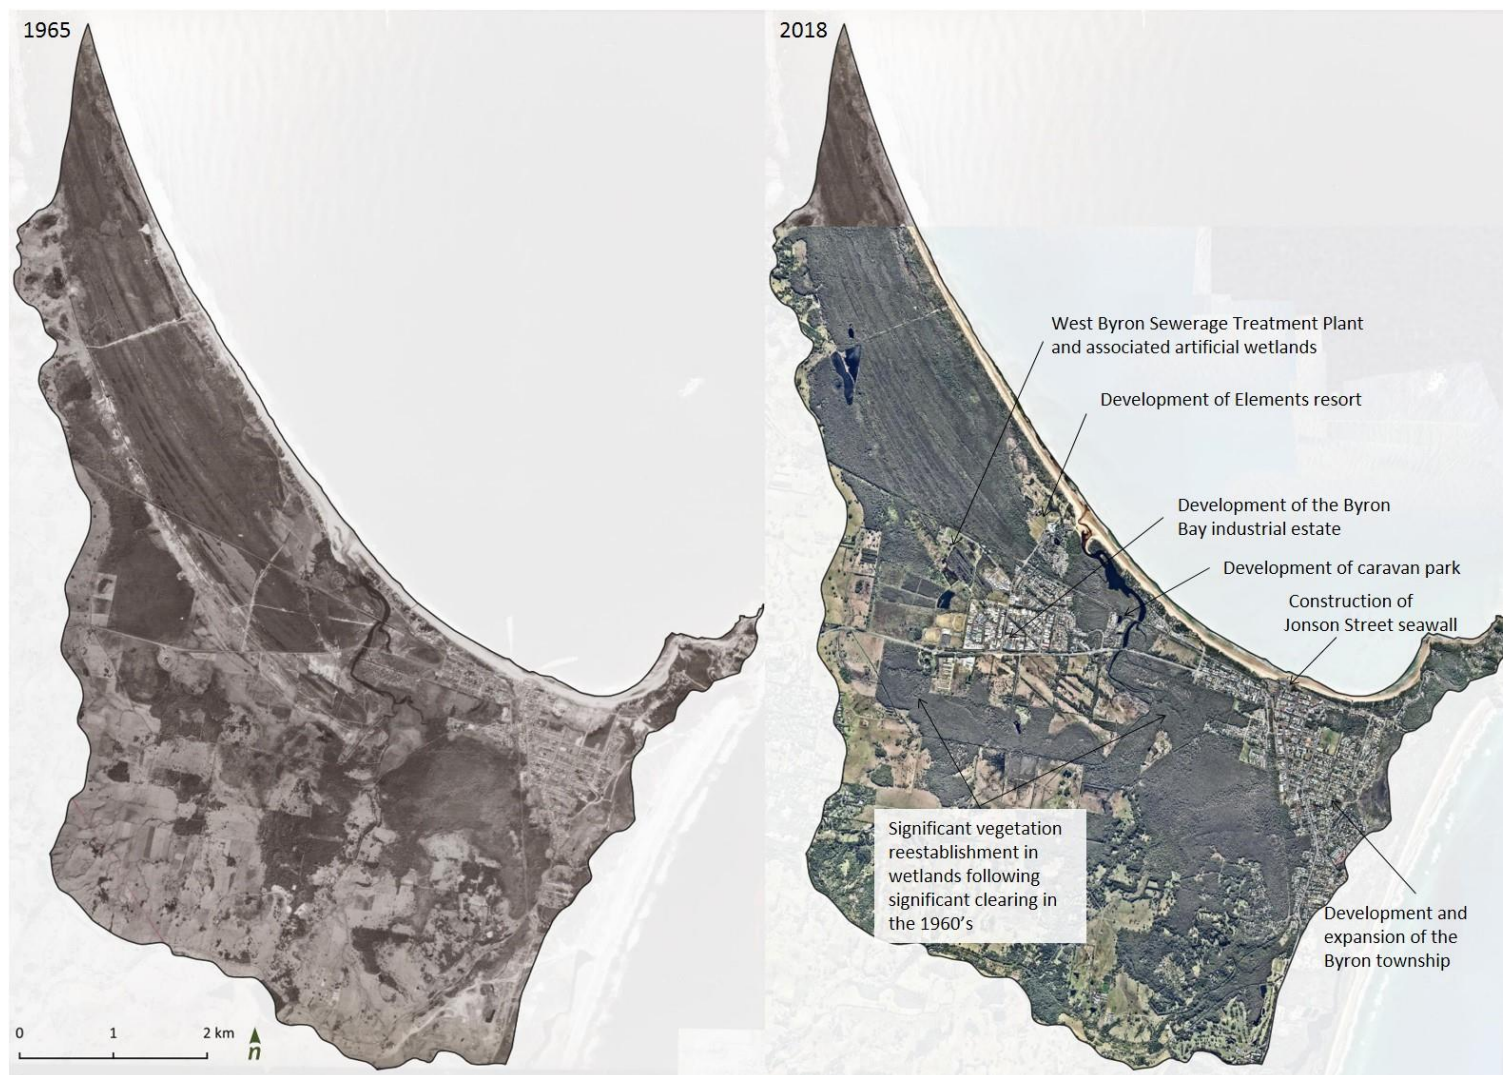 1965
2018
West Byron Sewerage Treatment Plant
and associated artificial wetlands
Development of Elements resort
Development of the Byron
Bay industrial estate
Development of caravan park
Construction of
Jonson Street seawall
Significant vegetation
reestablishment in
wetlands following
significant clearing in
the 1960's
Development and
expansion of the
Byron township
0 1 2 km
n